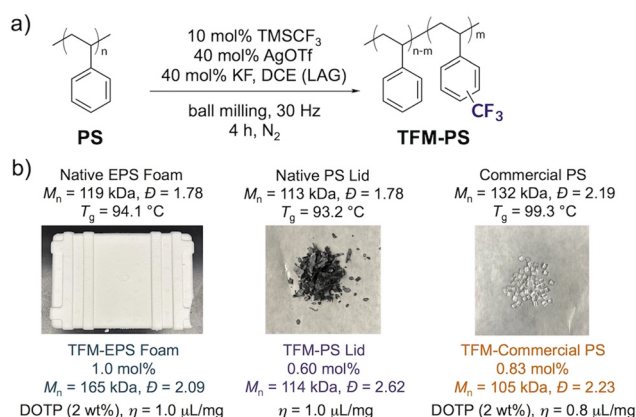 a)
n
PS
10 mol% TMSCF₃
40 mol% AgOTf
40 mol% KF, DCE (LAG)
ball milling, 30 Hz
4 h, N₂
n-m
m
CF₃
TFM-PS
b)
Native EPS Foam
Mₙ = 119 kDa, Đ = 1.78
T_g = 94.1 °C
TFM-EPS Foam
1.0 mol%
Mₙ = 165 kDa, Đ = 2.09
DOTP (2 wt%), η = 1.0 μL/mg
Native PS Lid
Mₙ = 113 kDa, Đ = 1.78
T_g = 93.2 °C
TFM-PS Lid
0.60 mol%
Mₙ = 114 kDa, Đ = 2.62
η = 1.0 μL/mg
Commercial PS
Mₙ = 132 kDa, Đ = 2.19
T_g = 99.3 °C
TFM-Commercial PS
0.83 mol%
Mₙ = 105 kDa, Đ = 2.23
DOTP (2 wt%), η = 0.8 μL/mg